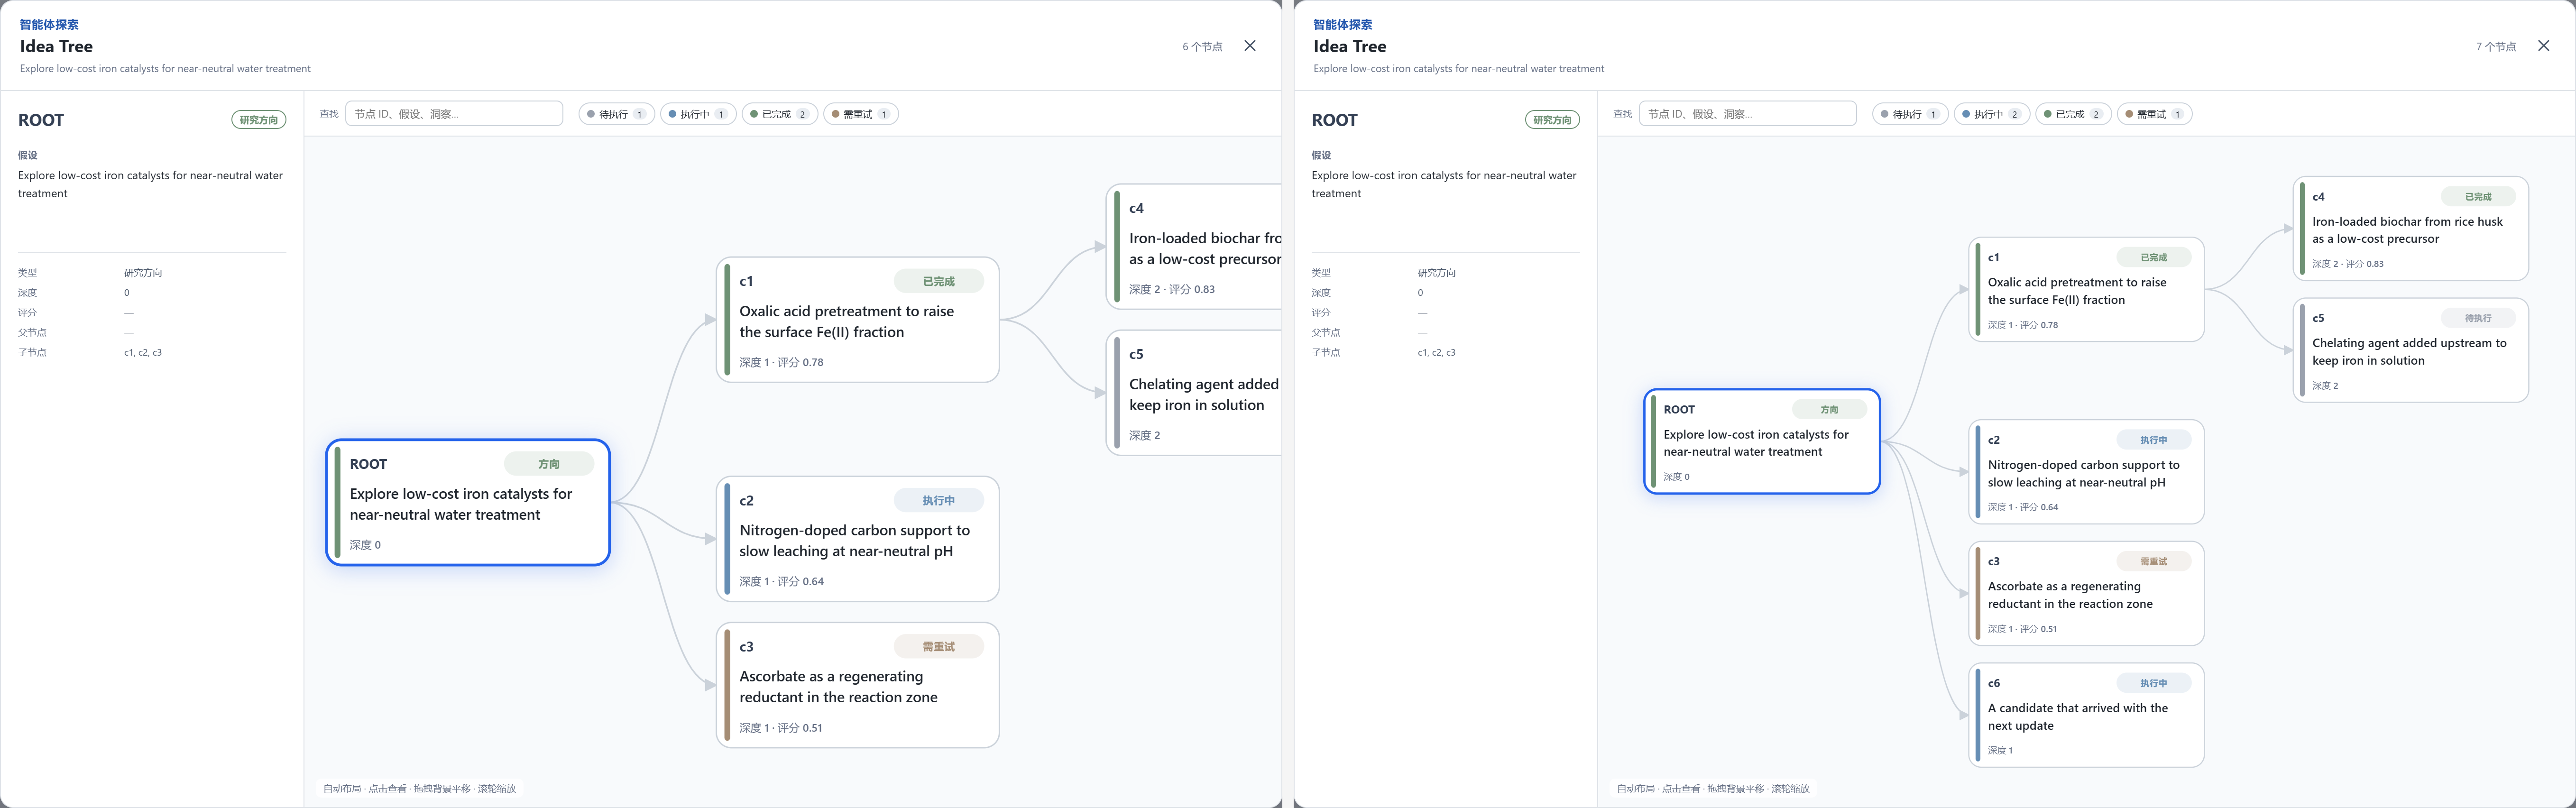 智能体探索
Idea Tree
Explore low-cost iron catalysts for near-neutral water treatment
6 个节点
ROOT
研究方向
假设
Explore low-cost iron catalysts for near-neutral water
treatment
类型
研究方向
深度
0
评分
—
父节点
—
子节点
c1, c2, c3
查找
节点 ID、假设、洞察...
待执行 1
执行中 1
已完成 2
需重试 1
ROOT
方向
Explore low-cost iron catalysts for
near-neutral water treatment
深度 0
c1
已完成
Oxalic acid pretreatment to raise
the surface Fe(II) fraction
深度 1 · 评分 0.78
c2
执行中
Nitrogen-doped carbon support to
slow leaching at near-neutral pH
深度 1 · 评分 0.64
c3
需重试
Ascorbate as a regenerating
reductant in the reaction zone
深度 1 · 评分 0.51
c4
Iron-loaded biochar fro
as a low-cost precursor
深度 2 · 评分 0.83
c5
Chelating agent added
keep iron in solution
深度 2
自动布局 · 点击查看 · 拖拽背景平移 · 滚轮缩放
智能体探索
Idea Tree
Explore low-cost iron catalysts for near-neutral water treatment
7 个节点
ROOT
研究方向
假设
Explore low-cost iron catalysts for near-neutral water
treatment
类型
研究方向
深度
0
评分
—
父节点
—
子节点
c1, c2, c3
查找
节点 ID、假设、洞察...
待执行 1
执行中 2
已完成 2
需重试 1
ROOT
方向
Explore low-cost iron catalysts for
near-neutral water treatment
深度 0
c1
已完成
Oxalic acid pretreatment to raise
the surface Fe(II) fraction
深度 1 · 评分 0.78
c2
执行中
Nitrogen-doped carbon support to
slow leaching at near-neutral pH
深度 1 · 评分 0.64
c3
需重试
Ascorbate as a regenerating
reductant in the reaction zone
深度 1 · 评分 0.51
c6
执行中
A candidate that arrived with the
next update
深度 1
c4
已完成
Iron-loaded biochar from rice husk
as a low-cost precursor
深度 2 · 评分 0.83
c5
待执行
Chelating agent added upstream to
keep iron in solution
深度 2
自动布局 · 点击查看 · 拖拽背景平移 · 滚轮缩放